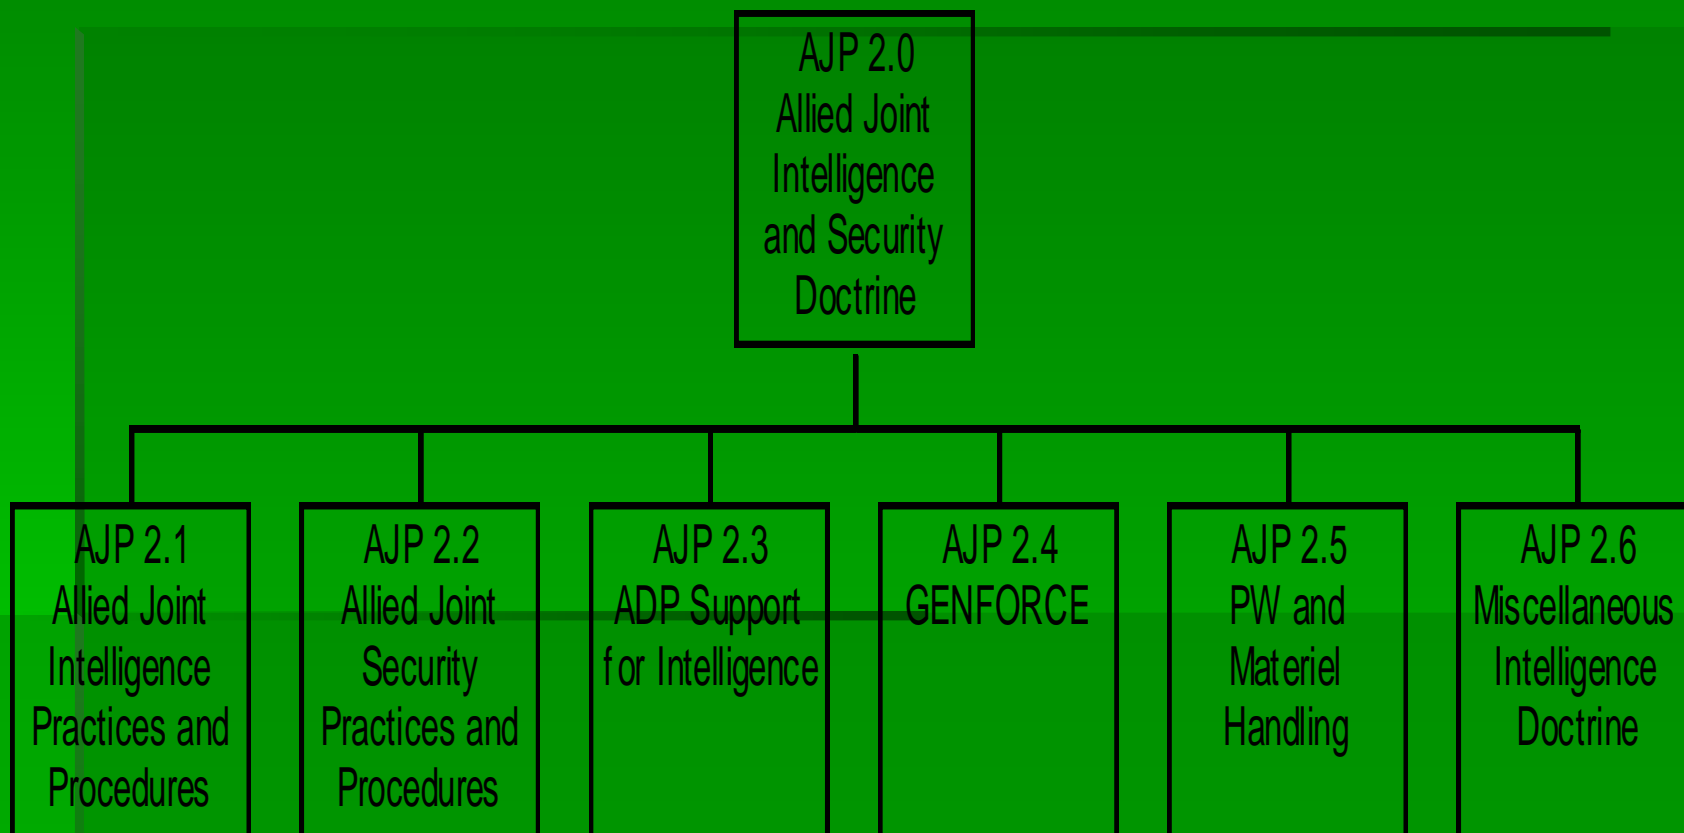 AJP 2.0
Allied Joint
Intelligence
and Security
Doctrine
AJP 2.1
Allied Joint
Intelligence
Practices and
Procedures
AJP 2.2
Allied Joint
Security
Practices and
Procedures
AJP 2.3
ADP Support
for Intelligence
AJP 2.4
GENFORCE
AJP 2.5
PW and
Materiel
Handling
AJP 2.6
Miscellaneous
Intelligence
Doctrine